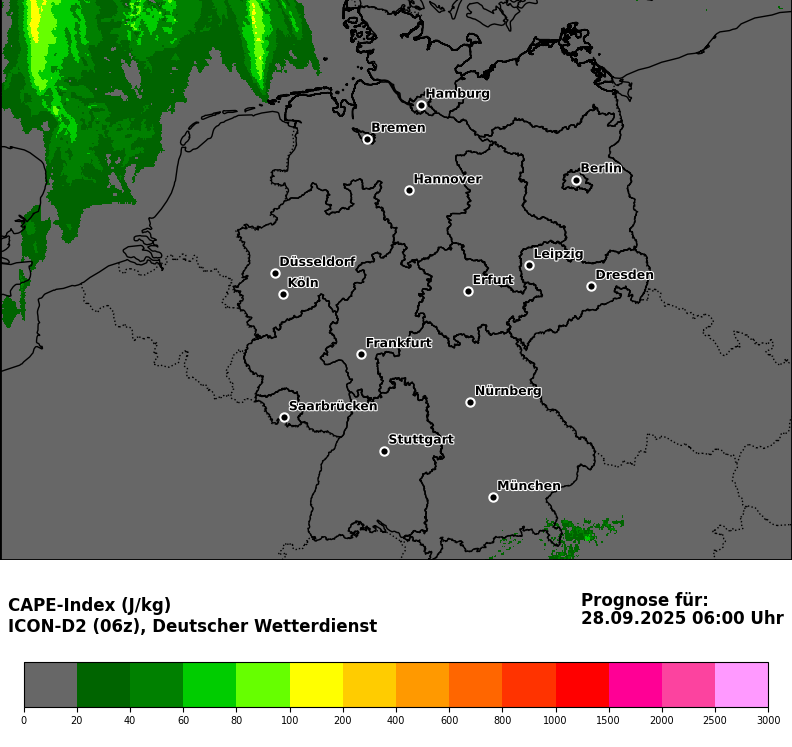 Hamburg
Bremen
Berlin
Hannover
Leipzig
Düsseldorf
Dresden
Köln
Erfurt
Frankfurt
Nürnberg
Saarbrücken
Stuttgart
München
CAPE-Index (J/kg)
ICON-D2 (06z), Deutscher Wetterdienst
Prognose für:
28.09.2025 06:00 Uhr
0 20 40 60 80 100 200 400 600 800 1000 1500 2000 2500 3000